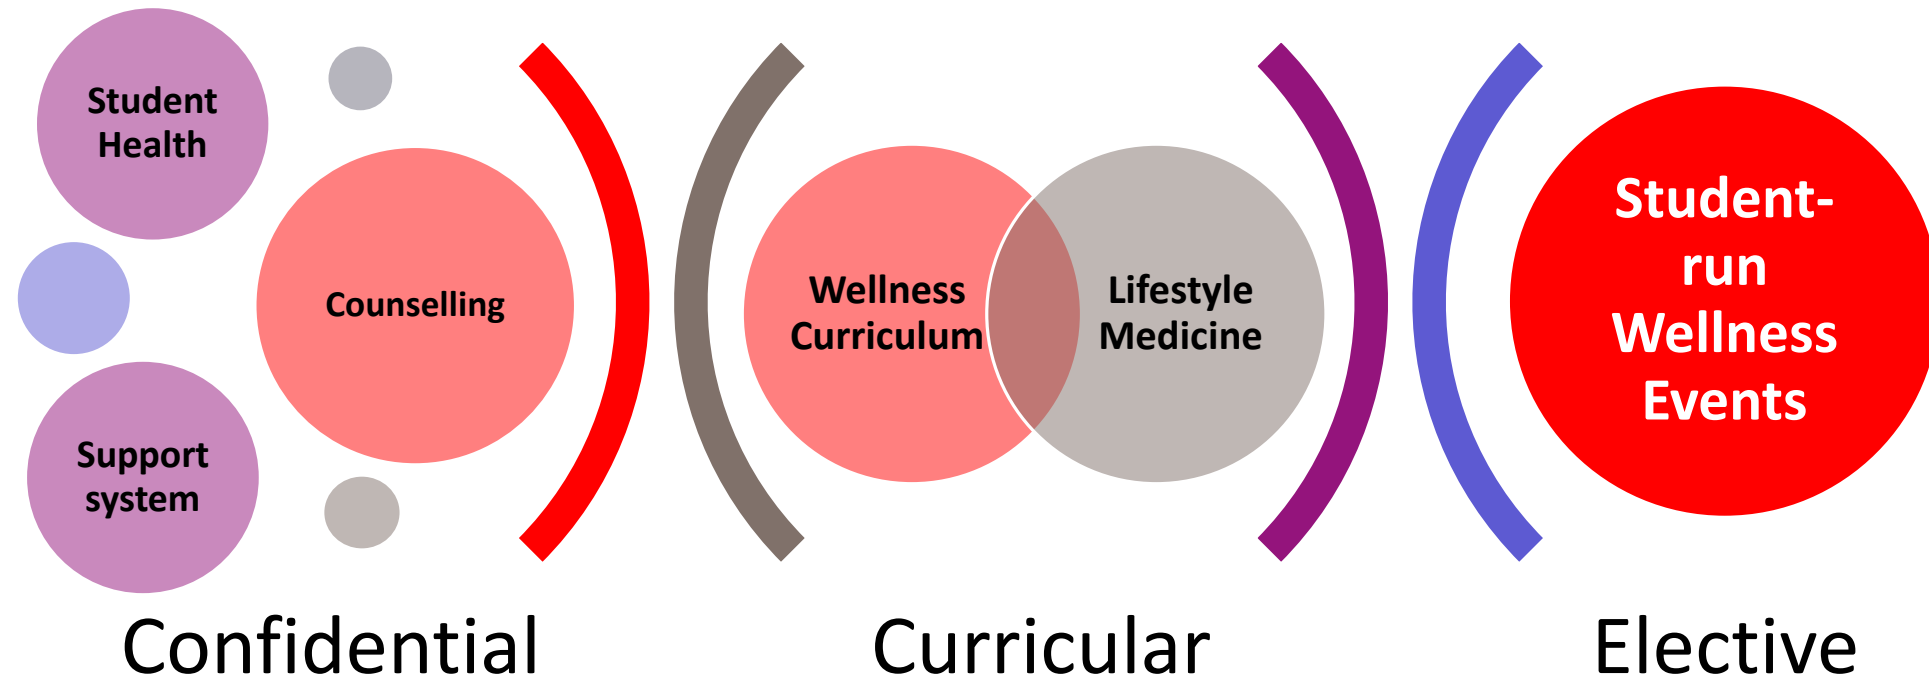 Student
Health
Counselling
Support
system
Confidential
Wellness
Curriculum
Lifestyle
Medicine
Curricular
Student-
run
Wellness
Events
Elective